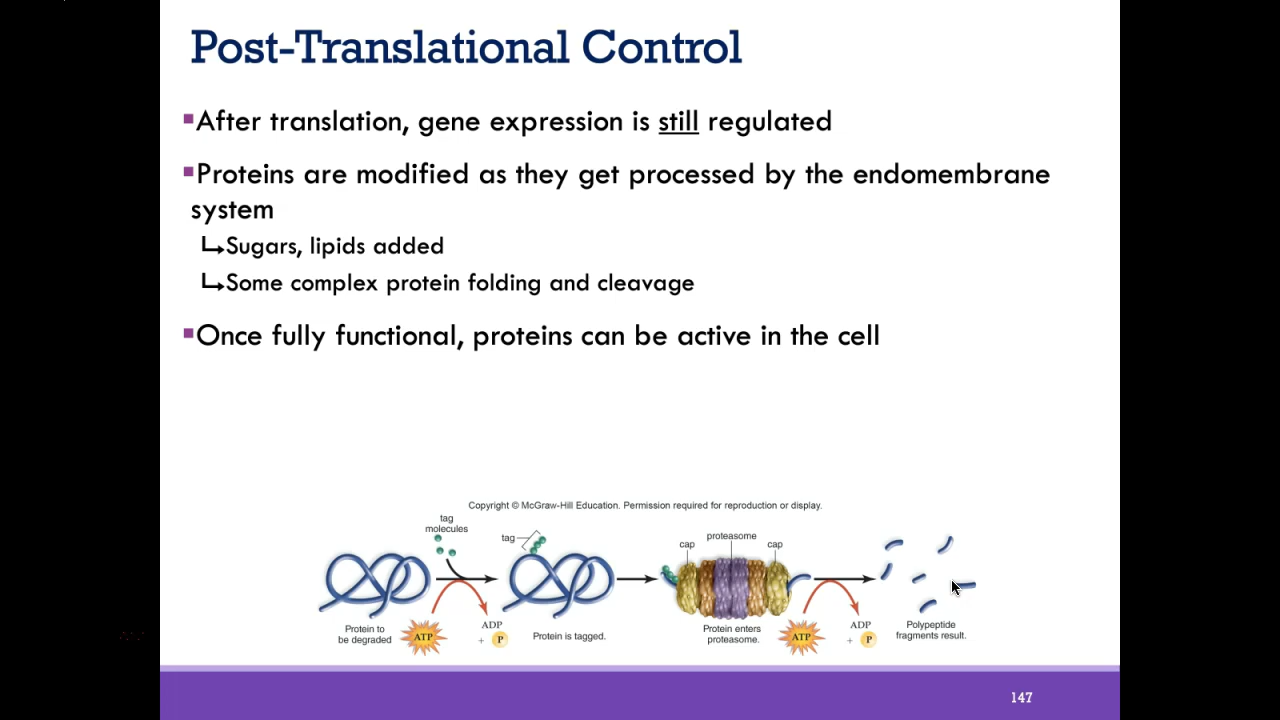 Post-Translational Control
▪After translation, gene expression is still regulated
▪Proteins are modified as they get processed by the endomembrane
system
↳Sugars, lipids added
↳Some complex protein folding and cleavage
▪Once fully functional, proteins can be active in the cell
Copyright © McGraw-Hill Education. Permission required for reproduction or display.
tag
molecules
tag
cap
proteasome
cap
Protein to
be degraded
ATP
ADP
+ P
Protein is tagged.
Protein enters
proteasome.
ATP
ADP
+ P
Polypeptide
fragments result.
147